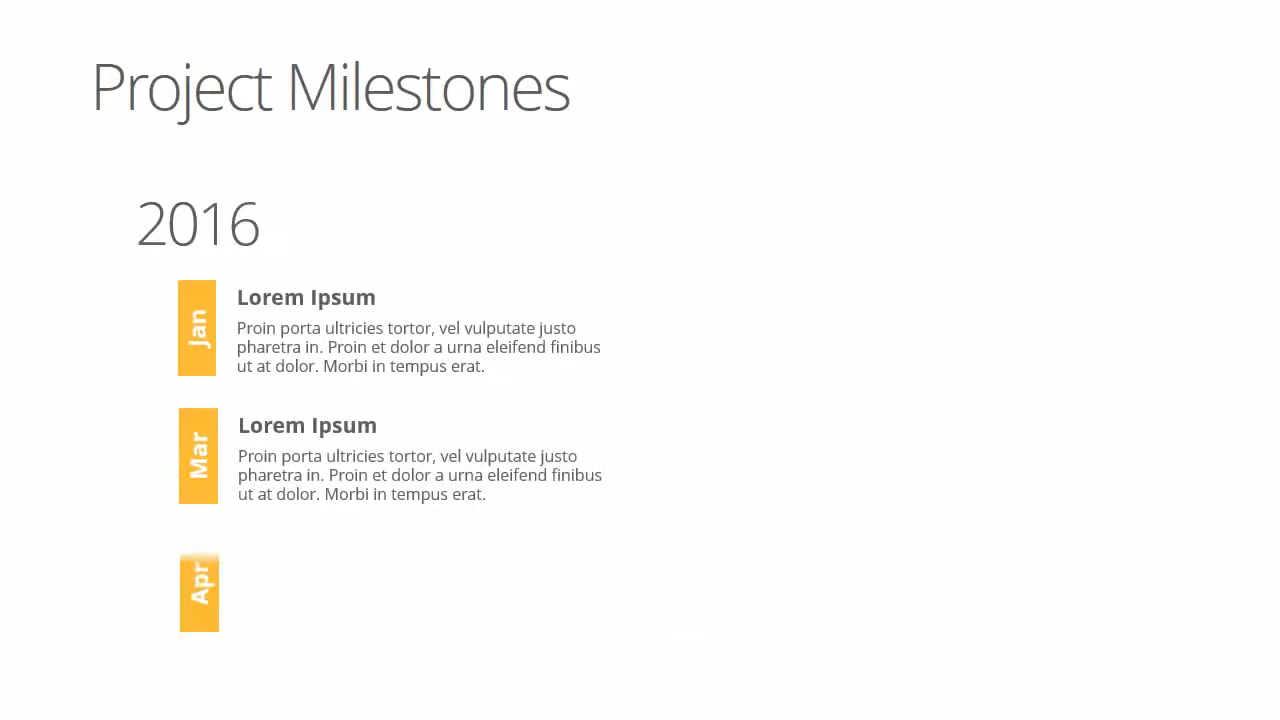 Project Milestones
2016
Jan
Lorem Ipsum
Proin porta ultricies tortor, vel vulputate justo
pharetra in. Proin et dolor a urna eleifend finibus
ut at dolor. Morbi in tempus erat.
Mar
Lorem Ipsum
Proin porta ultricies tortor, vel vulputate justo
pharetra in. Proin et dolor a urna eleifend finibus
ut at dolor. Morbi in tempus erat.
Apr